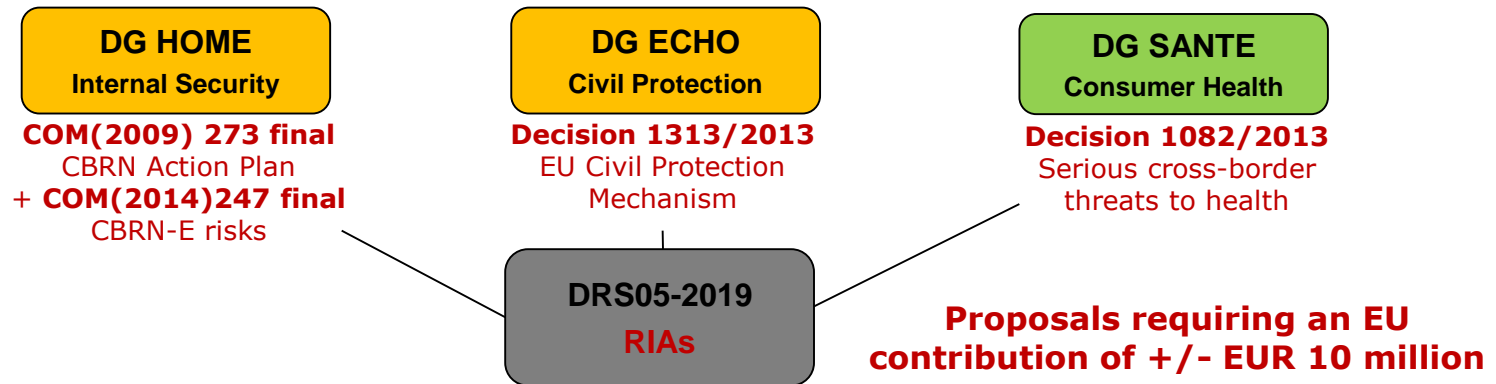 DG HOME
Internal Security
COM(2009) 273 final
CBRN Action Plan
+ COM(2014)247 final
CBRN-E risks
DG ECHO
Civil Protection
Decision 1313/2013
EU Civil Protection
Mechanism
DG SANTE
Consumer Health
Decision 1082/2013
Serious cross-border
threats to health
DRS05-2019
RIAs
Proposals requiring an EU
contribution of +/- EUR 10 million